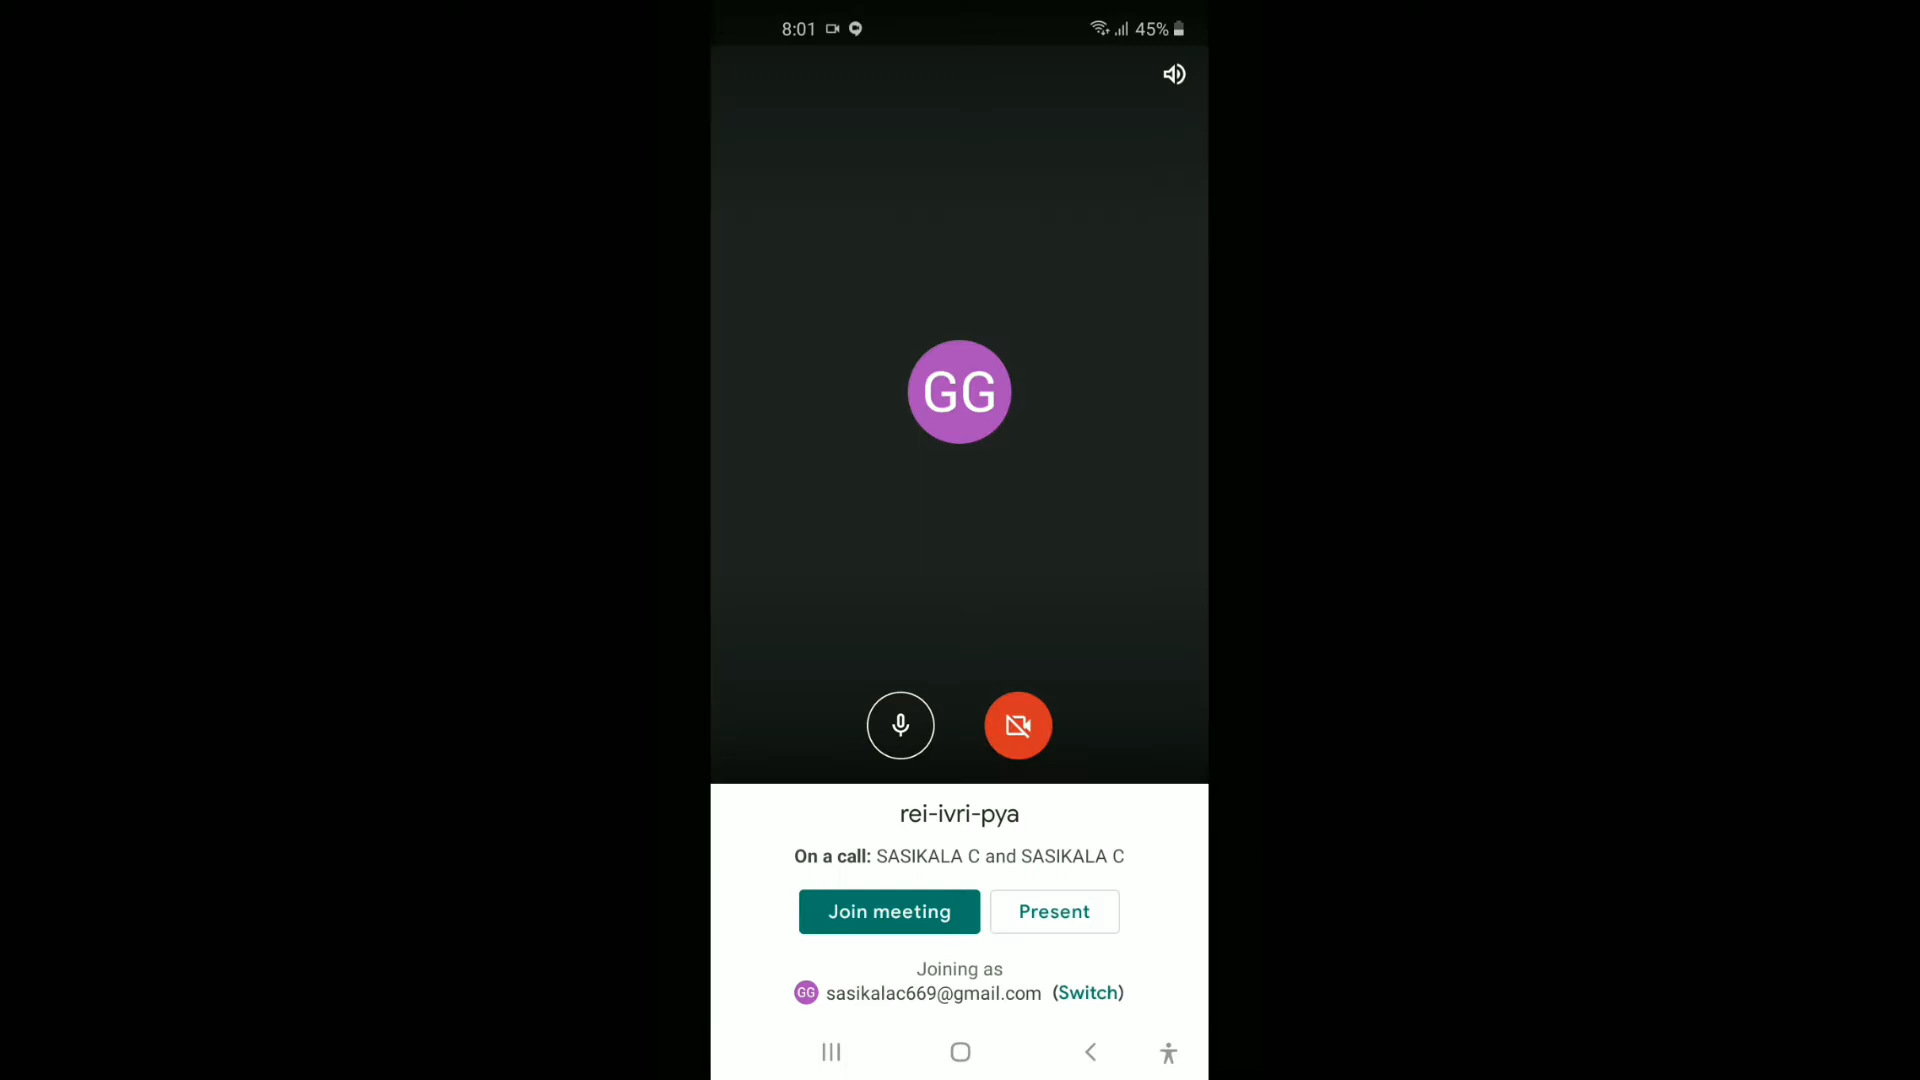 8:01 45%
GG
rei-ivri-pya
On a call: SASIKALA C and SASIKALA C
Join meeting Present
Joining as
GG sasikalac669@gmail.com (Switch)